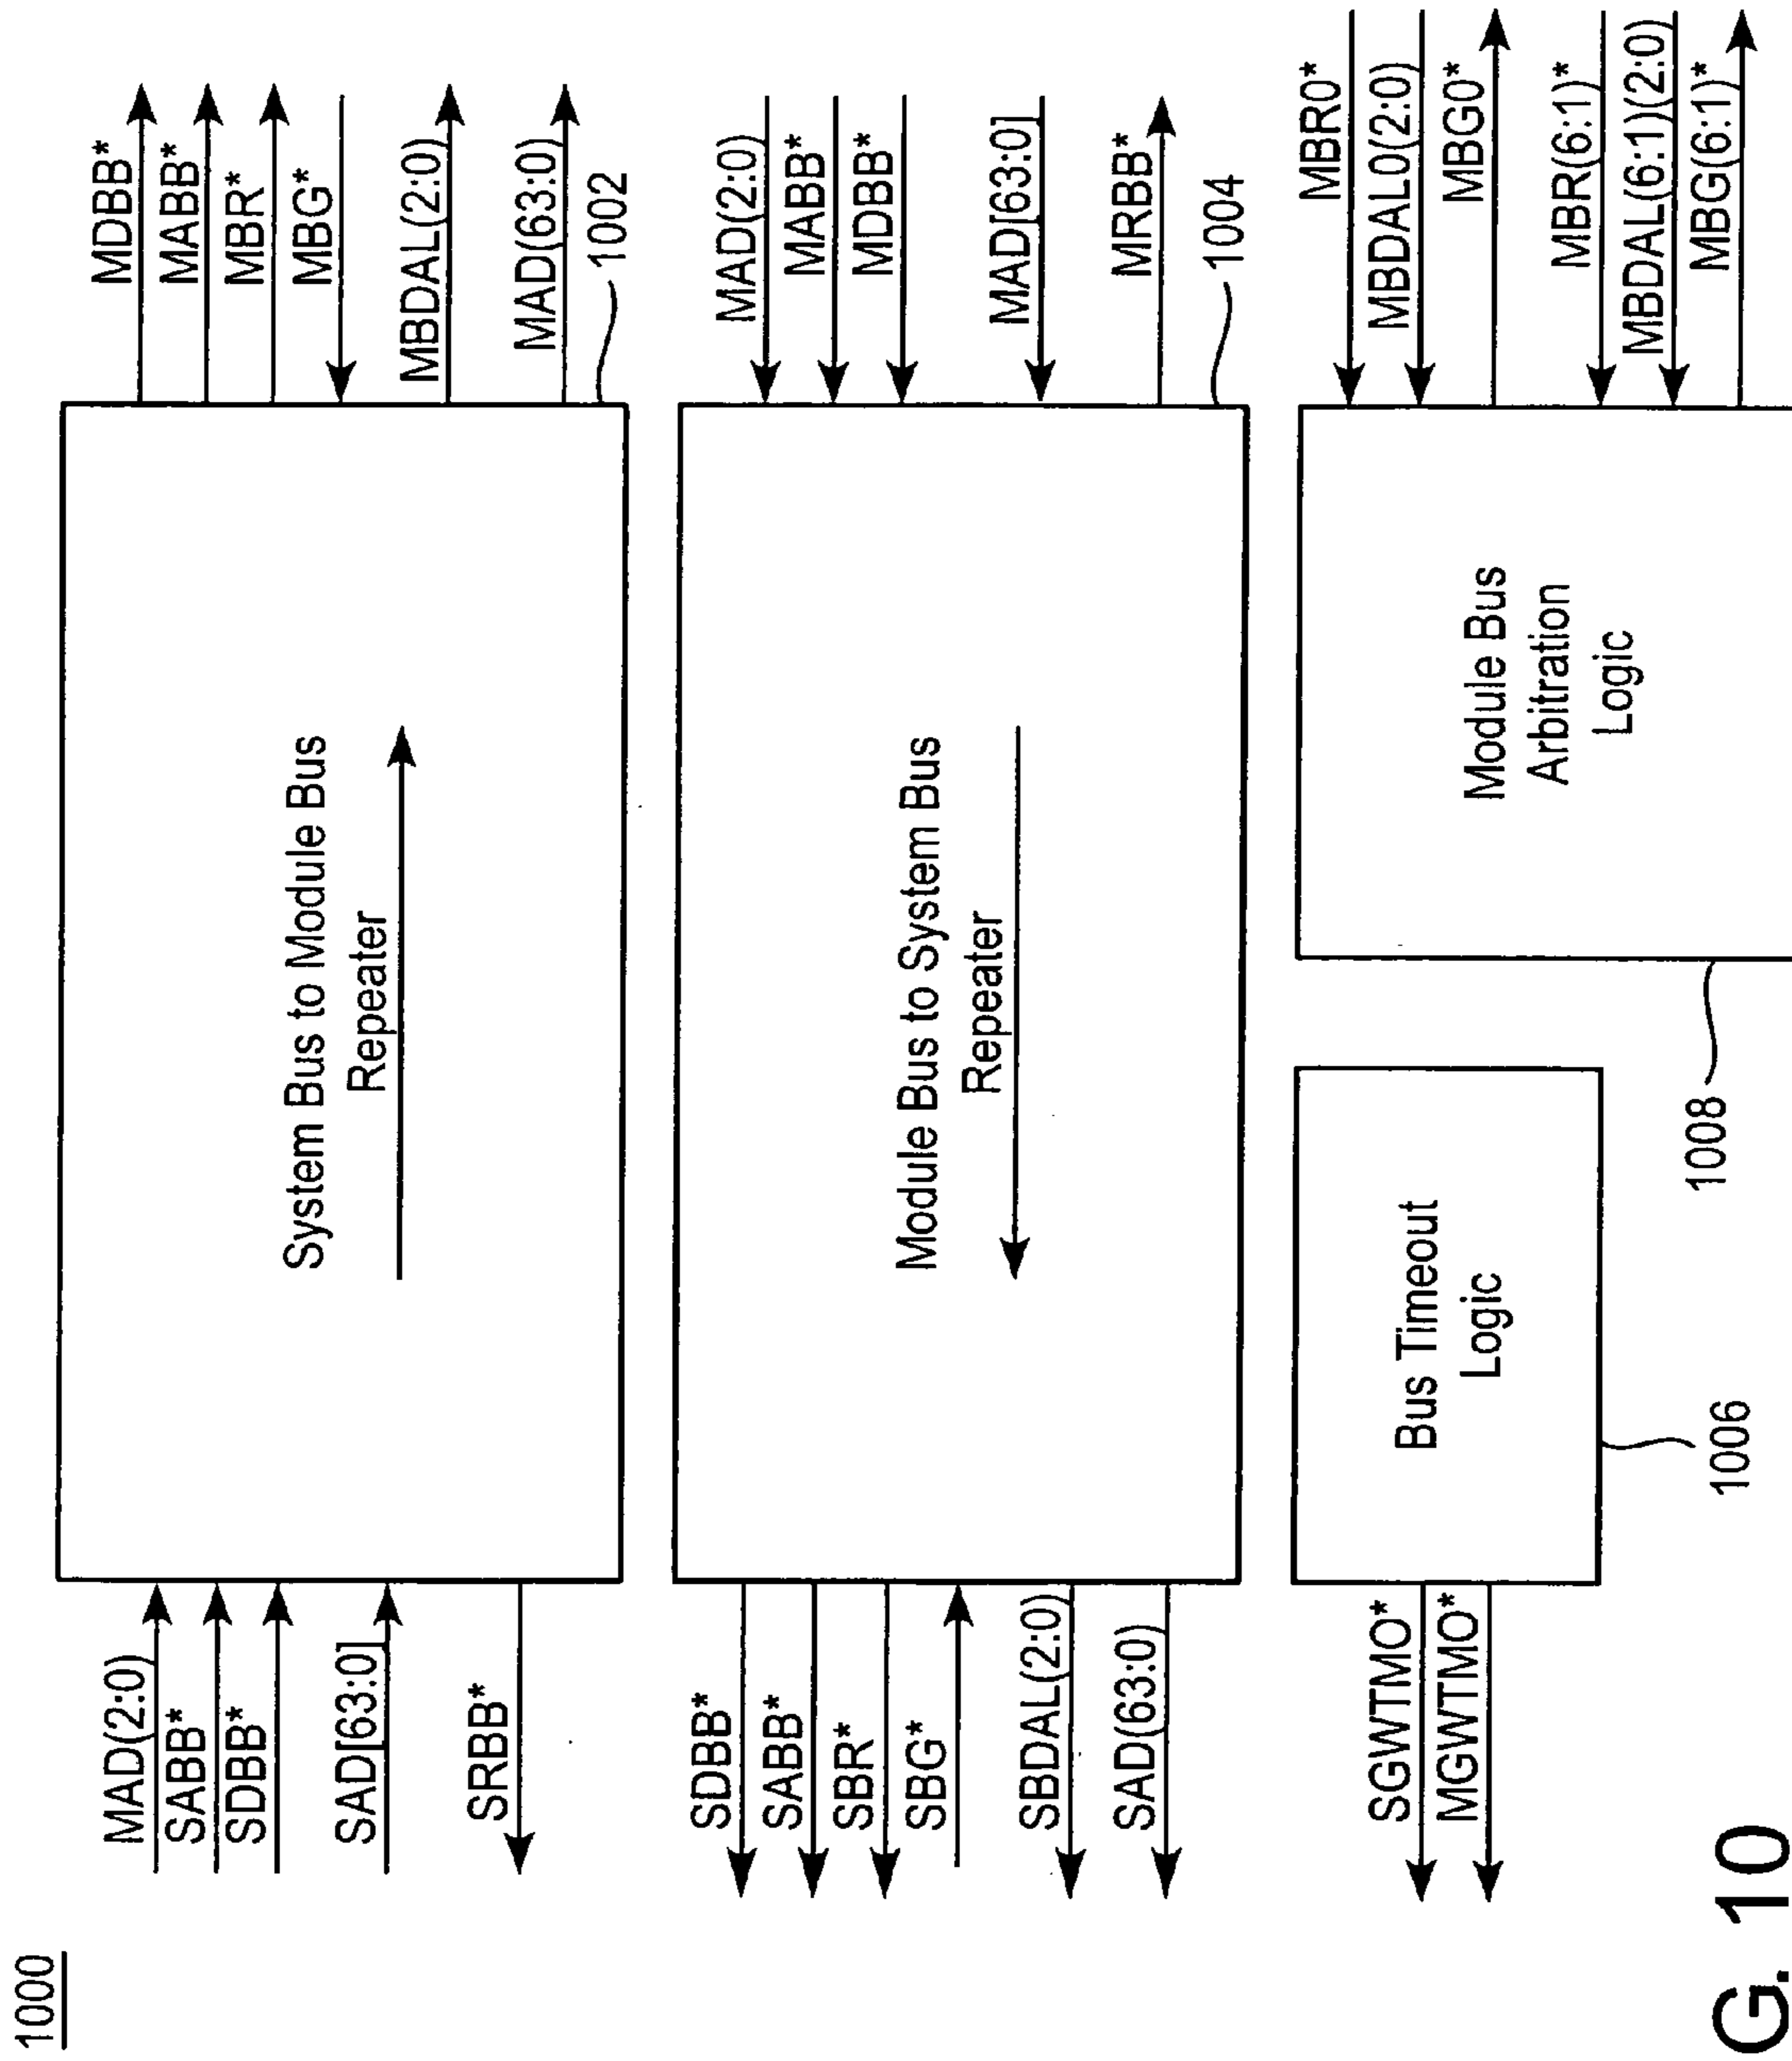 1000
MAD(2:0)
SABB*
SDBB*
SAD[63:0]
SRBB*
System Bus to Module Bus
Repeater
MDBB*
MABB*
MBR*
MBG*
MBDAL(2:0)
MAD(63:0)
1002
SDBB*
SABB*
SBR*
SBG*
SBDAL(2:0)
SAD(63:0)
Module Bus to System Bus
Repeater
MAD(2:0)
MABB*
MDBB*
MAD[63:0]
MRBB*
1004
SGWTMO*
MGWTMO*
Bus Timeout
Logic
1006
Module Bus
Arbitration
Logic
1008
MBR0*
MBDAL0(2:0)
MBG0*
MBR(6:1)*
MBDAL(6:1)(2:0)
MBG(6:1)*
G. 10